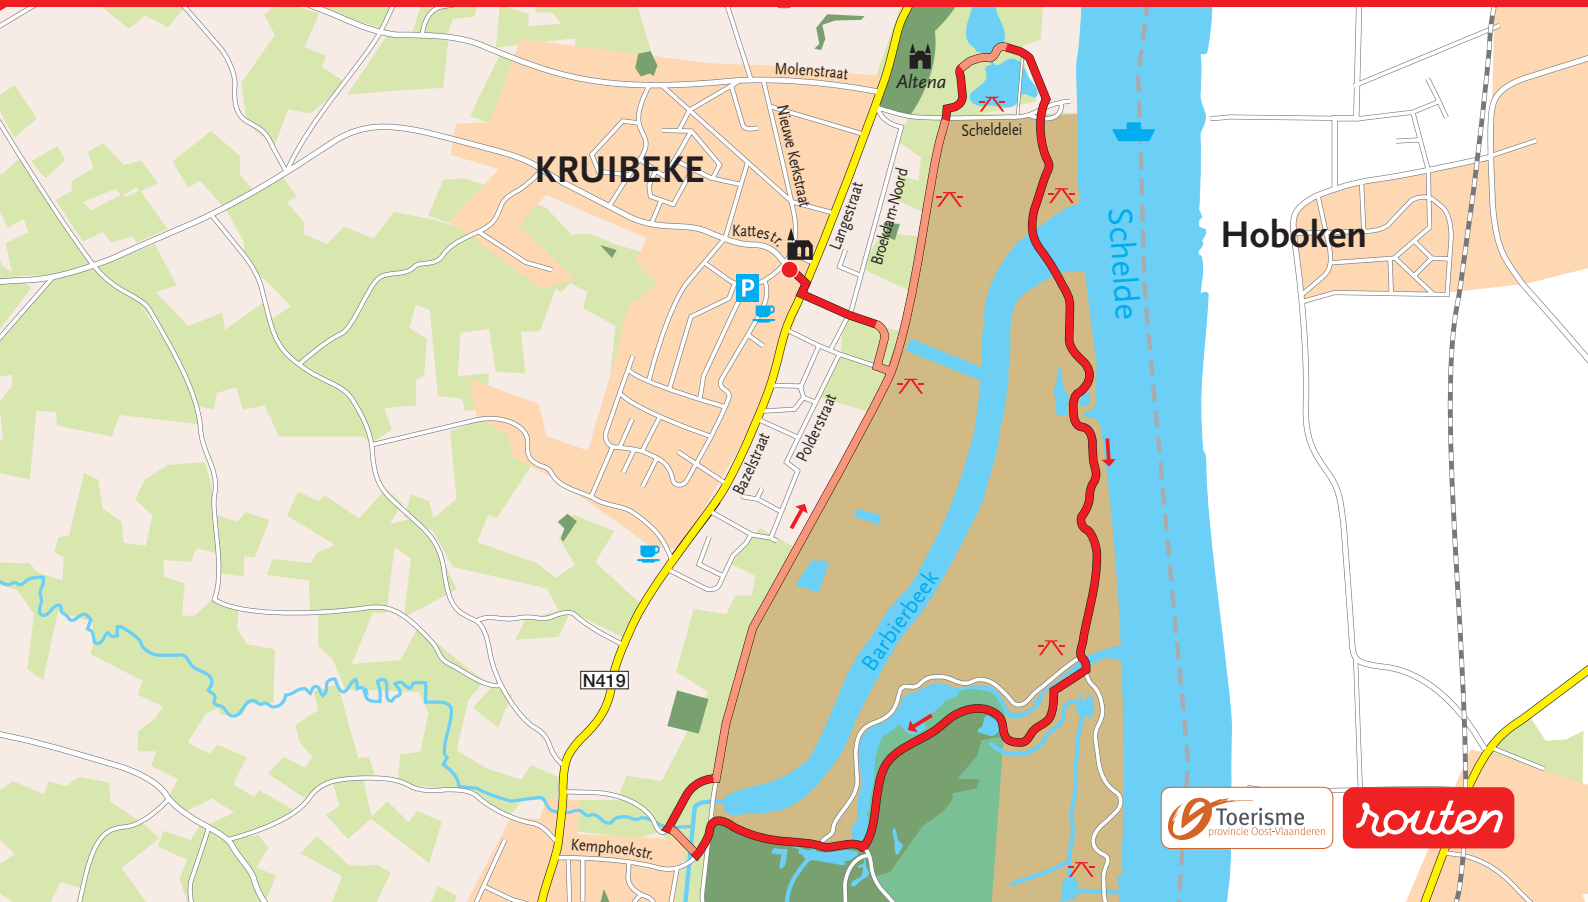 Molenstraat
Altena
Nieuwe Kerkstraat
Scheldelei
KRUIBEKE
Langestraat
Broekdam-Noord
Kattestr.
Schelde
Hoboken
P
Polderstraat
Bazelstraat
Barbierbeek
N419
Kemphoekstr.
Toerisme
provincie Oost-Vlaanderen
routen